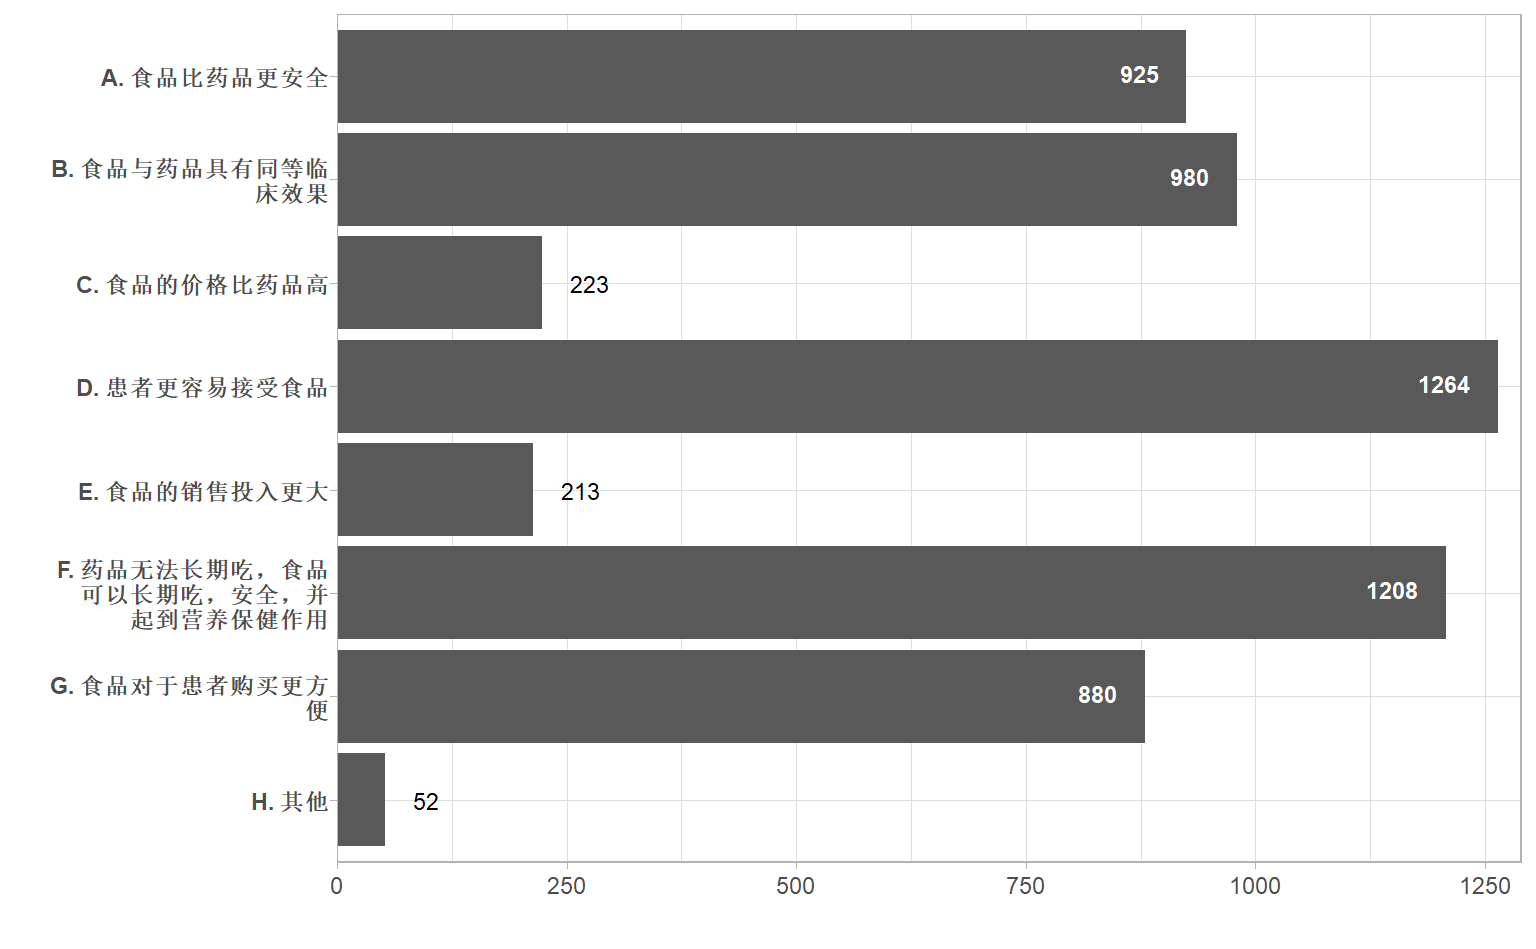 A. 食品比药品更安全
925
B. 食品与药品具有同等临
床效果
980
C. 食品的价格比药品高
223
D. 患者更容易接受食品
1264
E. 食品的销售投入更大
213
F. 药品无法长期吃，食品
可以长期吃，安全，并
起到营养保健作用
1208
G. 食品对于患者购买更方
便
880
H. 其他
52
0
250
500
750
1000
1250